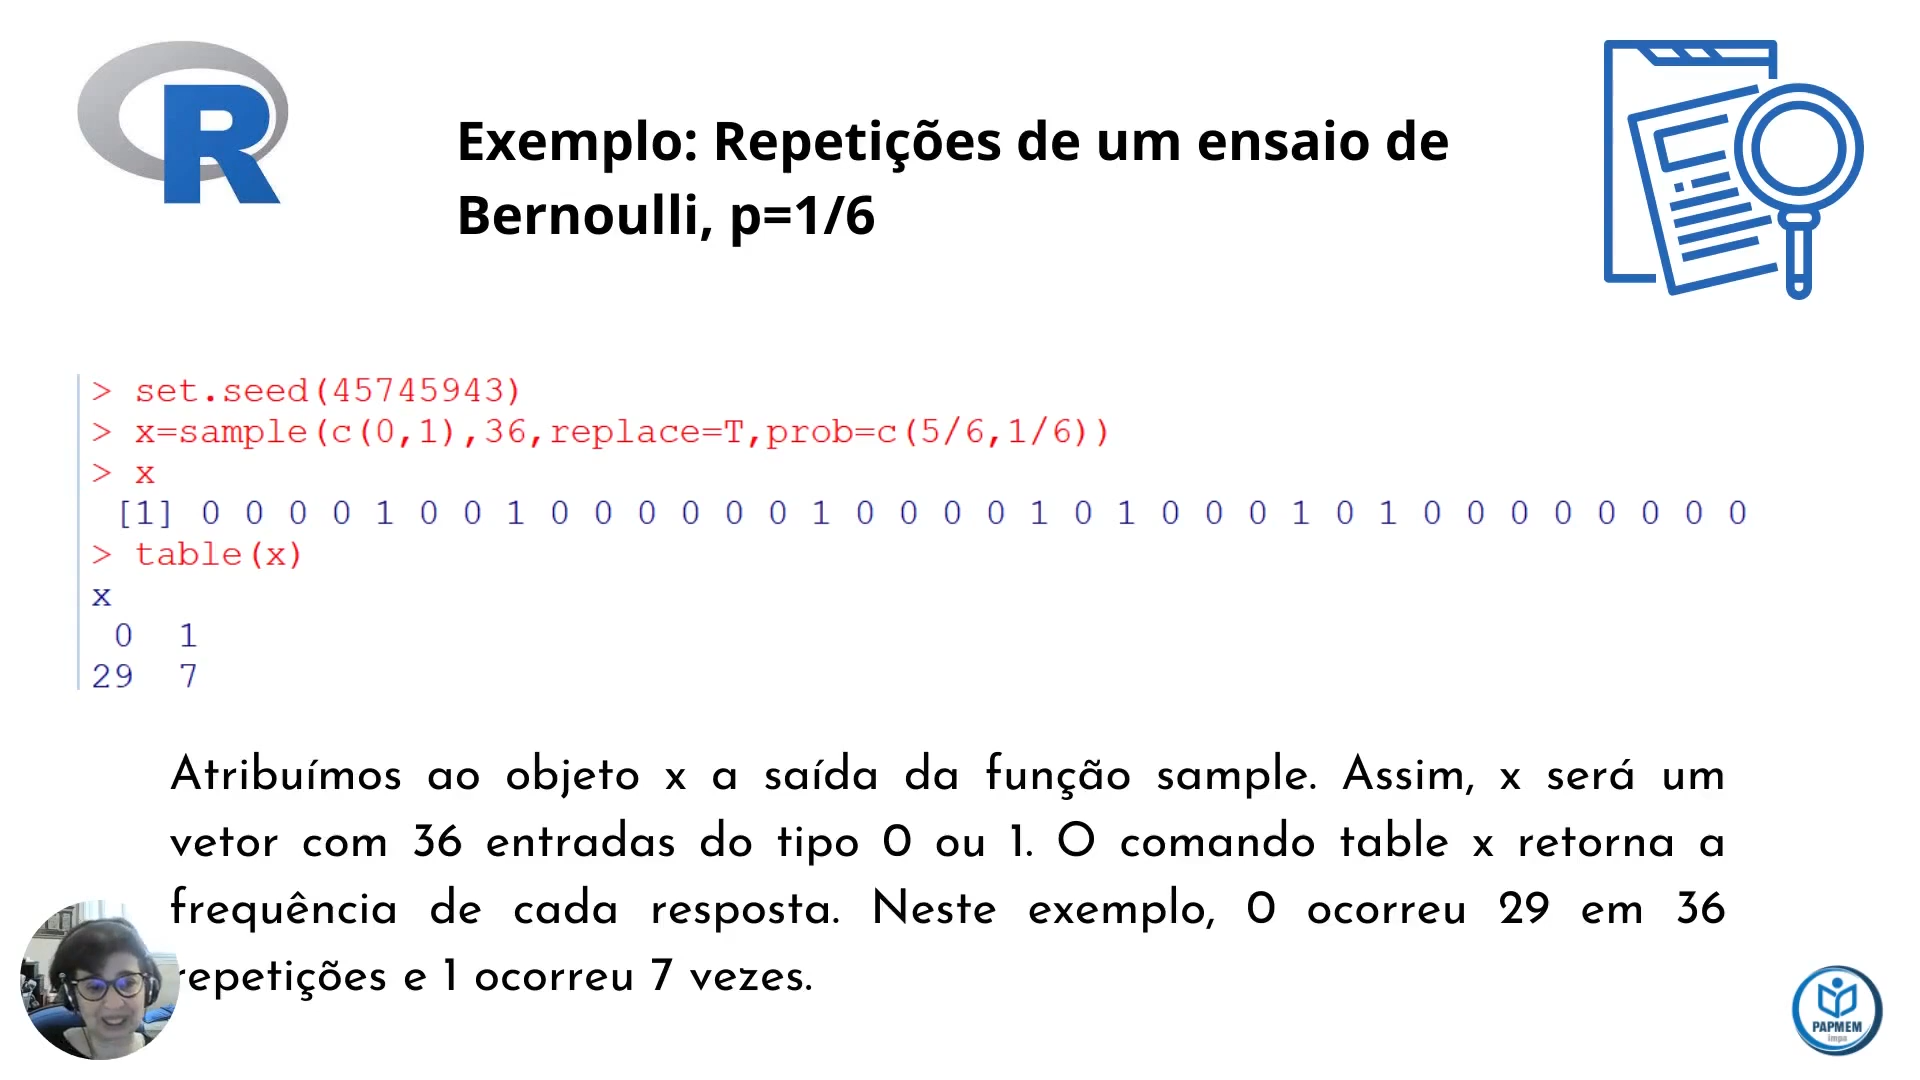 R
Exemplo: Repetições de um ensaio de
Bernoulli, p=1/6
> set.seed(45745943)
> x=sample(c(0,1),36,replace=T,prob=c(5/6,1/6))
> x
[1] 0 0 0 0 1 0 0 1 0 0 0 0 0 0 1 0 0 0 0 1 0 1 0 0 0 1 0 1 0 0 0 0 0 0 0 0
> table(x)
x
0 1
29 7
Atribuímos ao objeto x a saída da função sample. Assim, x será um
vetor com 36 entradas do tipo 0 ou 1. O comando table x retorna a
frequência de cada resposta. Neste exemplo, 0 ocorreu 29 em 36
repetições e 1 ocorreu 7 vezes.
PAPMEM
impa